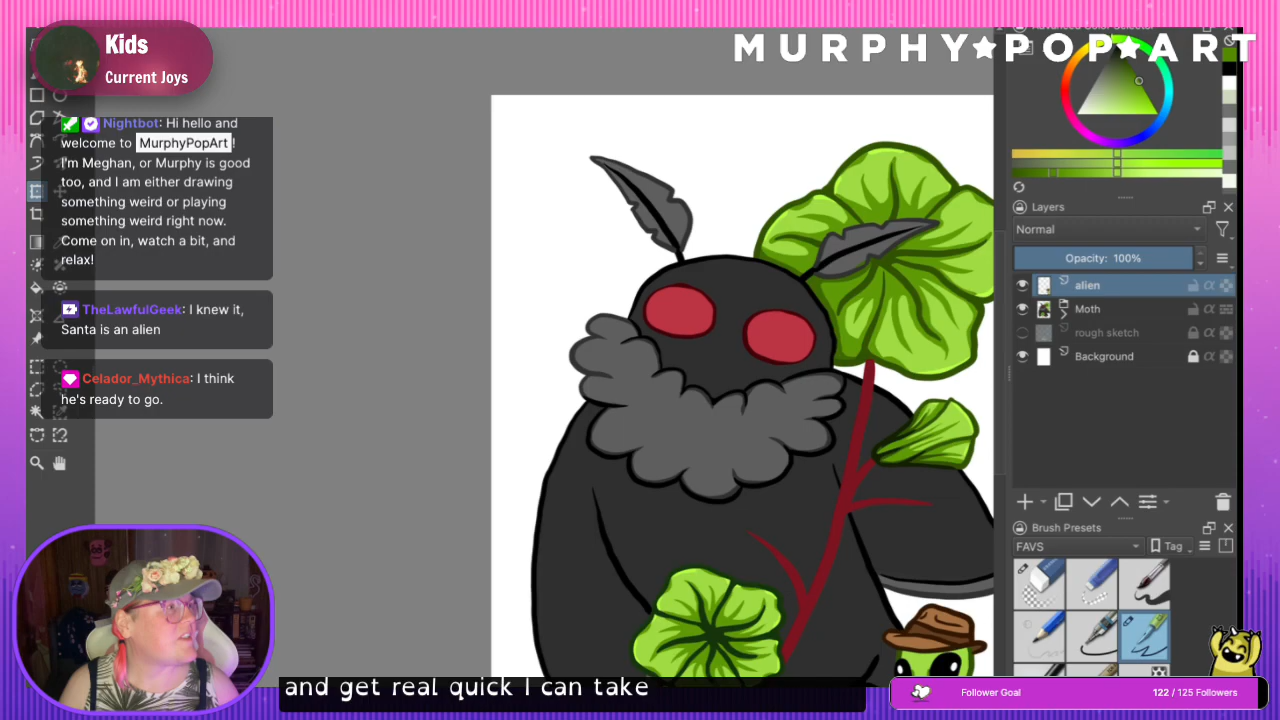 Kids
Current Joys
MURPHY★POP★ART
Nightbot: Hi hello and
welcome to MurphyPopArt!
I'm Meghan, or Murphy is good
too, and I am either drawing
something weird or playing
something weird right now.
Come on in, watch a bit, and
relax!
TheLawfulGeek: I knew it,
Santa is an alien
Celador_Mythica: I think
he's ready to go.
Layers
Normal
Opacity: 100%
alien
Moth
rough sketch
Background
Brush Presets
FAVS
Tag
and get real quick I can take
Follower Goal
122 / 125 Followers